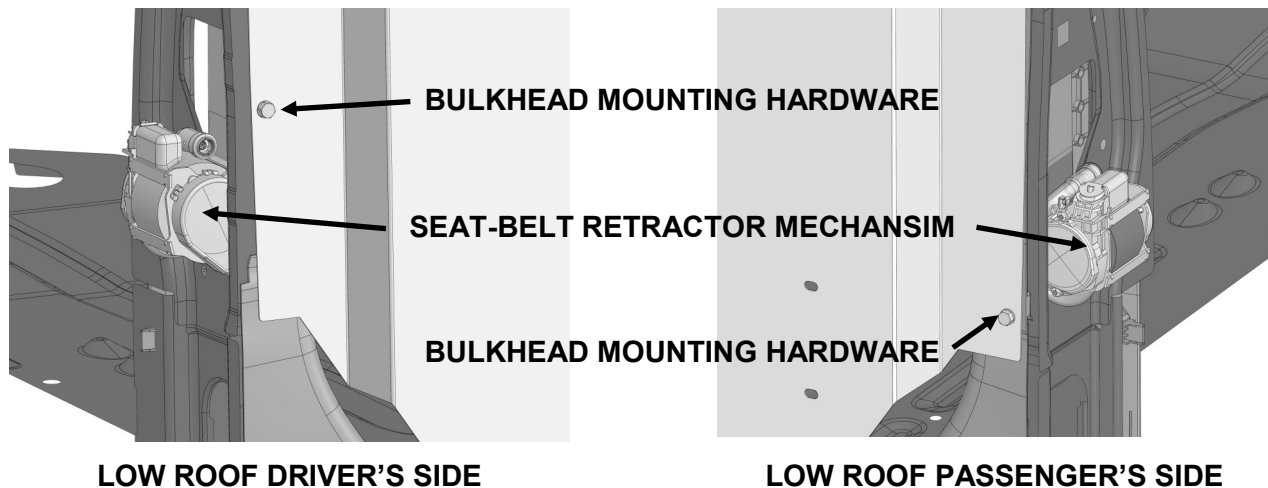 BULKHEAD MOUNTING HARDWARE
SEAT-BELT RETRACTOR MECHANSIM
BULKHEAD MOUNTING HARDWARE
LOW ROOF DRIVER’S SIDE
LOW ROOF PASSENGER’S SIDE